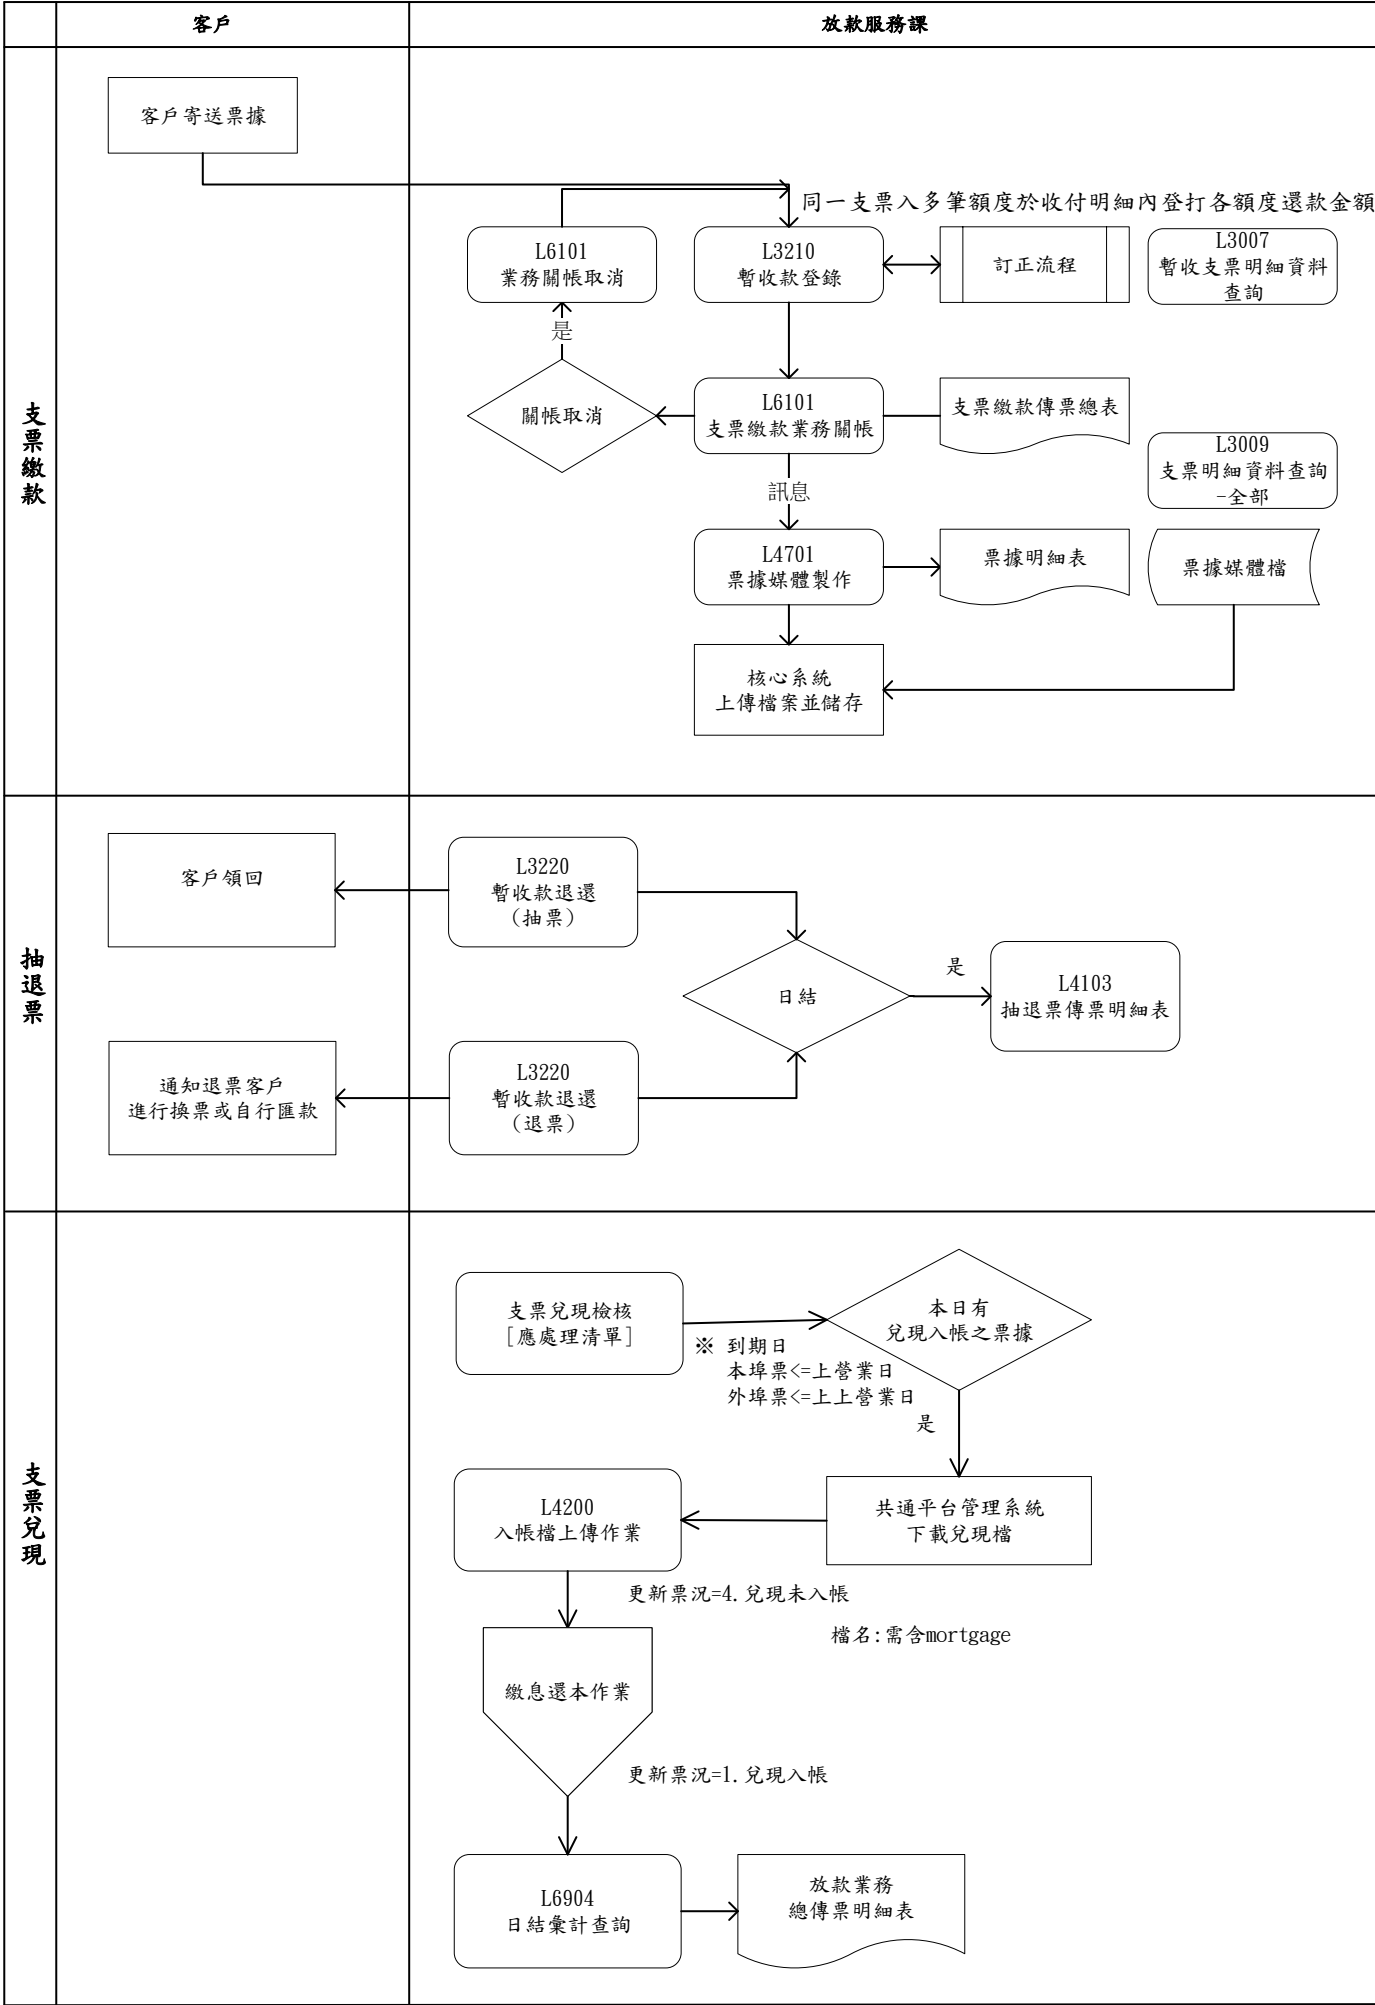 客戶
放款服務課
支票繳款
客戶寄送票據
同一支票入多筆額度於收付明細內登打各額度還款金額
L6101
業務關帳取消
L3210
暫收款登錄
訂正流程
L3007
暫收支票明細資料
查詢
是
關帳取消
L6101
支票繳款業務關帳
支票繳款傳票總表
L3009
支票明細資料查詢
-全部
訊息
L4701
票據媒體製作
票據明細表
票據媒體檔
核心系統
上傳檔案並儲存
抽退票
客戶領回
L3220
暫收款退還
(抽票)
日結
是
L4103
抽退票傳票明細表
通知退票客戶
進行換票或自行匯款
L3220
暫收款退還
(退票)
支票兌現
支票兌現檢核
[應處理清單]
本日有
兌現入帳之票據
※ 到期日
本埠票<=上營業日
外埠票<=上上營業日
是
L4200
入帳檔上傳作業
共通平台管理系統
下載兌現檔
更新票況=4.兌現未入帳
檔名:需含mortgage
繳息還本作業
更新票況=1.兌現入帳
L6904
日結彙計查詢
放款業務
總傳票明細表